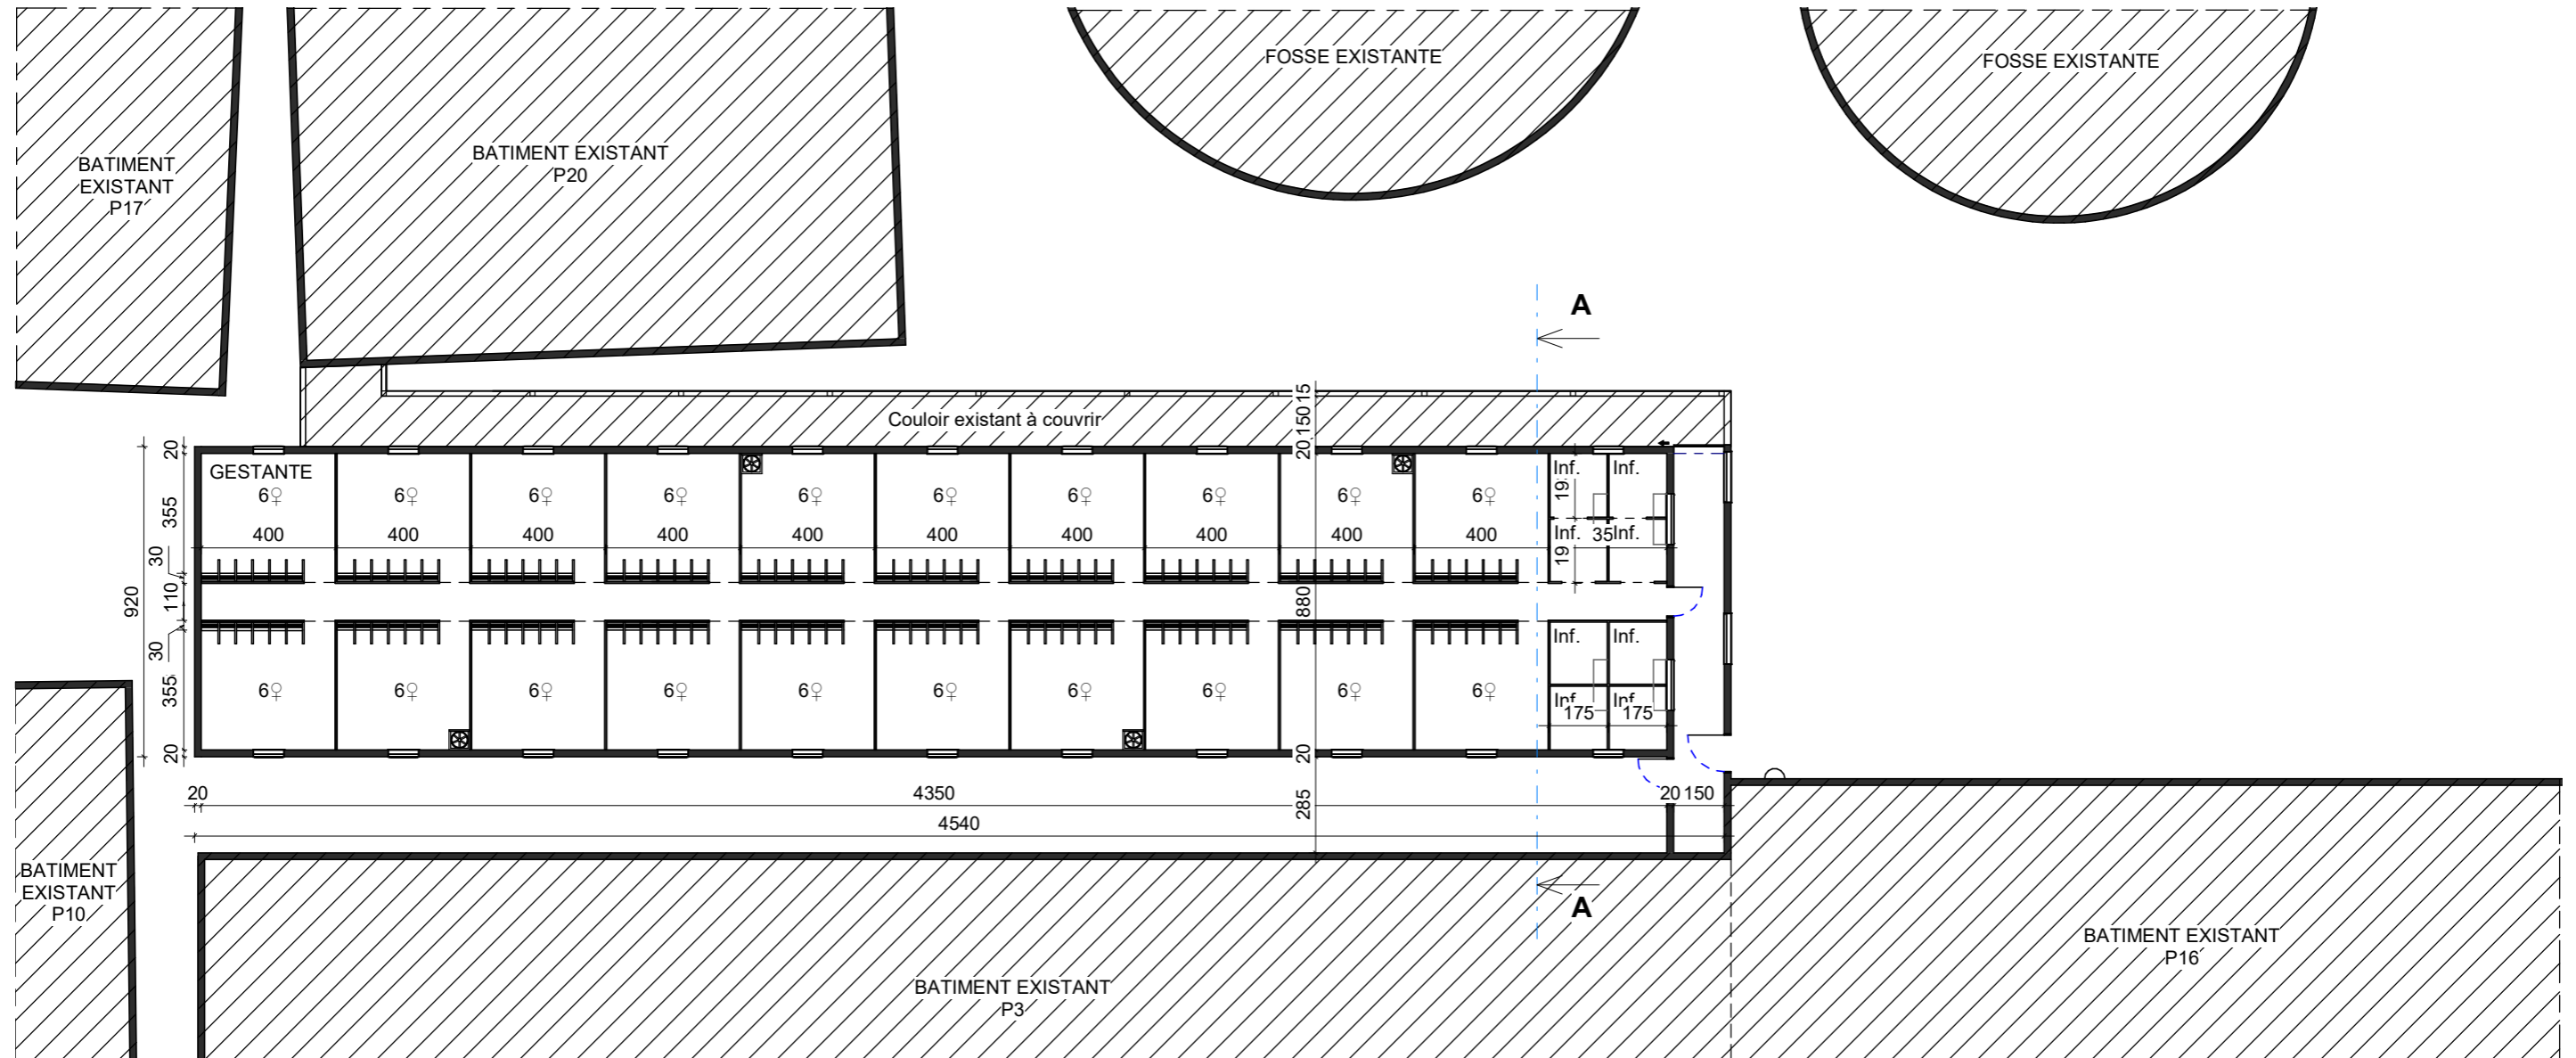 FOSSE EXISTANTE
FOSSE EXISTANTE
BATIMENT EXISTANT
P20
BATIMENT
EXISTANT
P17
A
15
150
20
Couloir existant à couvrir
20
GESTANTE
6♀ 6♀ 6♀ 6♀ 6♀ 6♀ 6♀ 6♀ 6♀ 6♀
Inf. Inf.
19
355
400 400 400 400 400 400 400 400 400 400
Inf. 35 Inf.
19
30
920
110
880
30
Inf. Inf.
355
6♀ 6♀ 6♀ 6♀ 6♀ 6♀ 6♀ 6♀ 6♀ 6♀
Inf. Inf.
175 175
20
20
20 4350 20 150
285
4540
BATIMENT
EXISTANT
P10
A
BATIMENT EXISTANT
P16
BATIMENT EXISTANT
P3